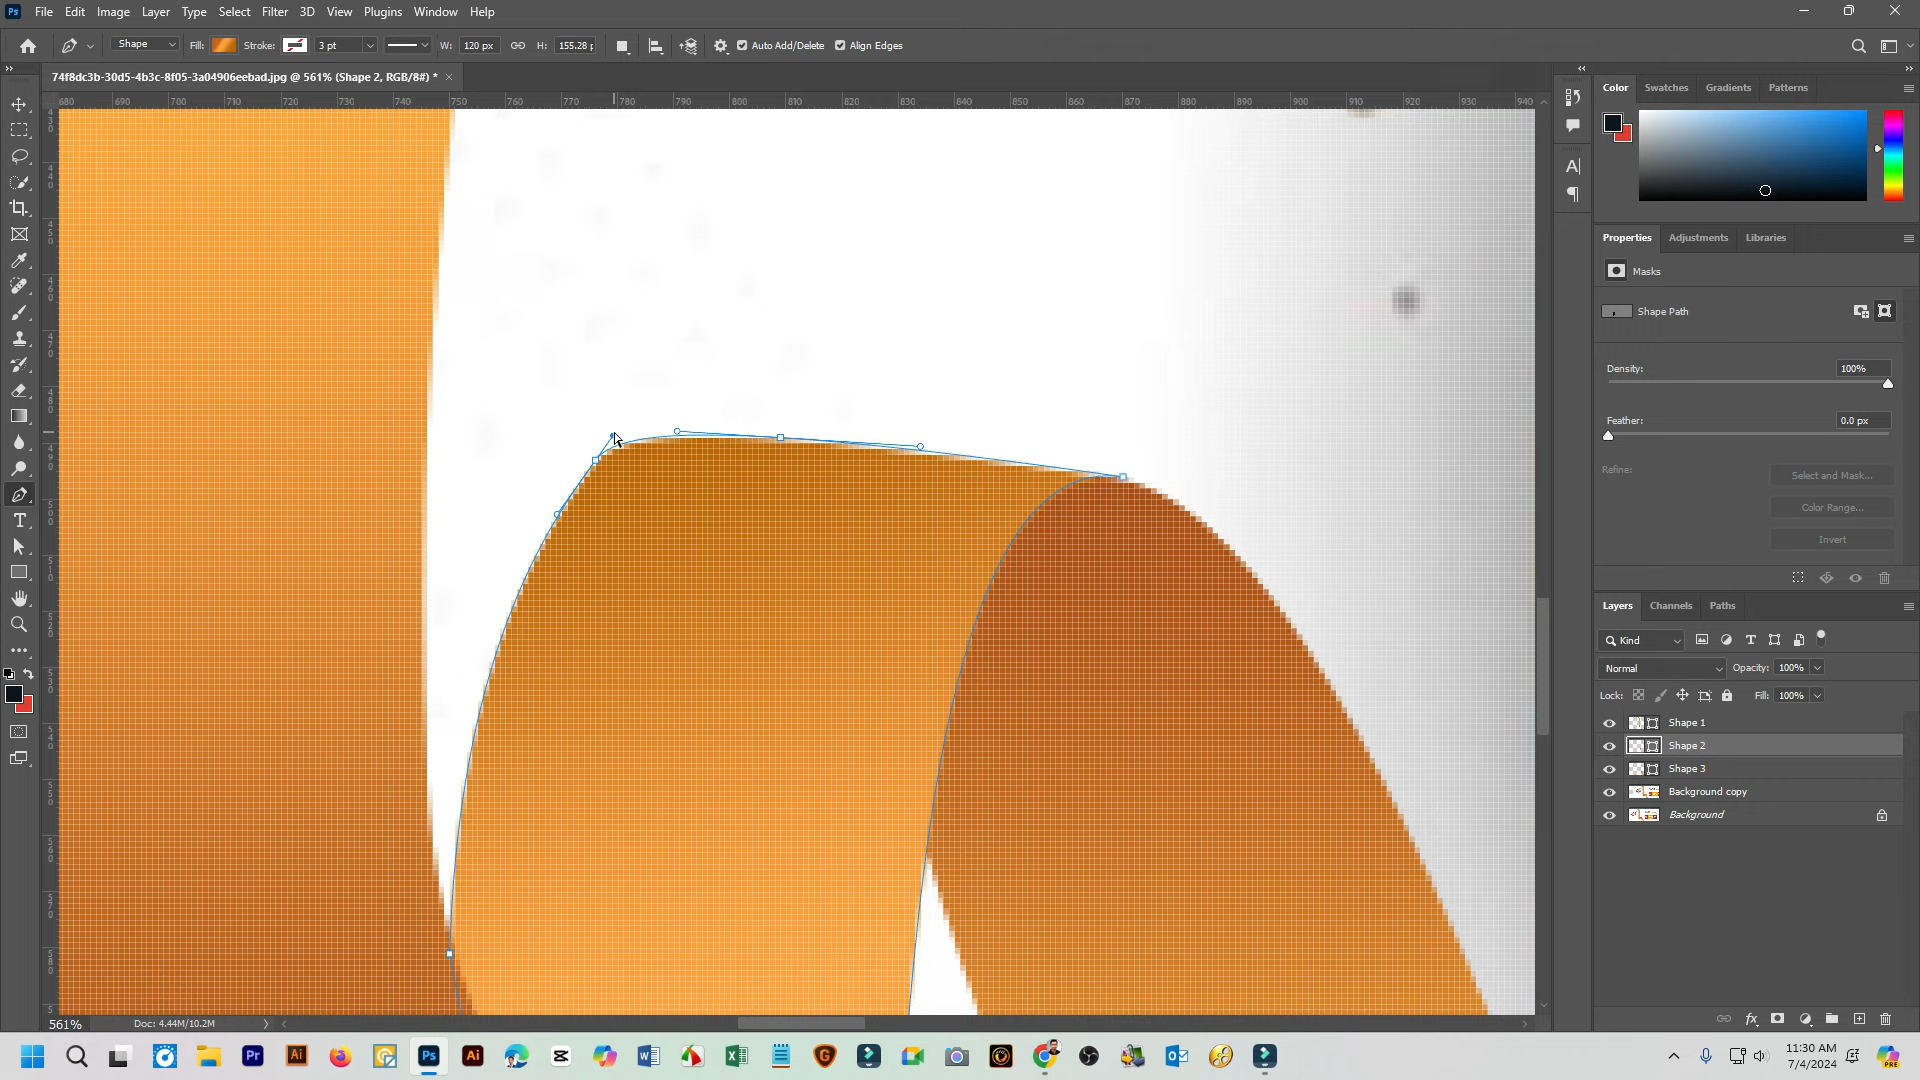 Ps File Edit Image Layer Type Select Filter 3D View Plugins Window Help
Shape Fill: Stroke: 3 pt W: 120 px H: 155.28 Auto Add/Delete Align Edges
74f8dc3b-30d5-4b3c-8f05-3a04906eebad.jpg @ 561% (Shape 2, RGB/8#) *
680 690 700 710 720 730 740 750 760 770 780 790 800 810 820 830 840 850 860 870 880 890 900 910 920 930 940
Color Swatches Gradients Patterns
Properties Adjustments Libraries
Masks
Shape Path
Density: 100%
Feather: 0.0 px
Refine: Select and Mask...
Color Range...
Invert
Layers Channels Paths
Kind
Normal Opacity: 100%
Lock: Fill: 100%
Shape 1
Shape 2
Shape 3
Background copy
Background
561% Doc: 4.44M/10.2M
11:30 AM
7/4/2024